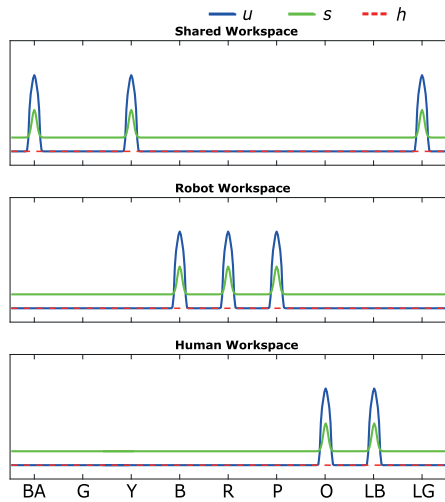 u s h
Shared Workspace
Robot Workspace
Human Workspace
BA G Y B R P O LB LG